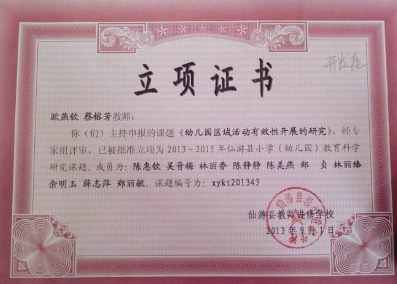 立项证书
欧燕钦 蔡榕芳教师:
你(们)主持申报的课题《幼儿园区域活动有效性开展的研究》,经专
家组评审,已被批准立项为2013-2015年仙游县小学(幼儿园)教育科学
研究课题。成员为:陈惠钦 吴晋梅 林丽香 陈静静 陈美燕 郑 贞 林丽臻
余明玉 薛志萍 郑丽敏。课题编号为:xykt201343
仙游县教师进修学校
2013年9月1日